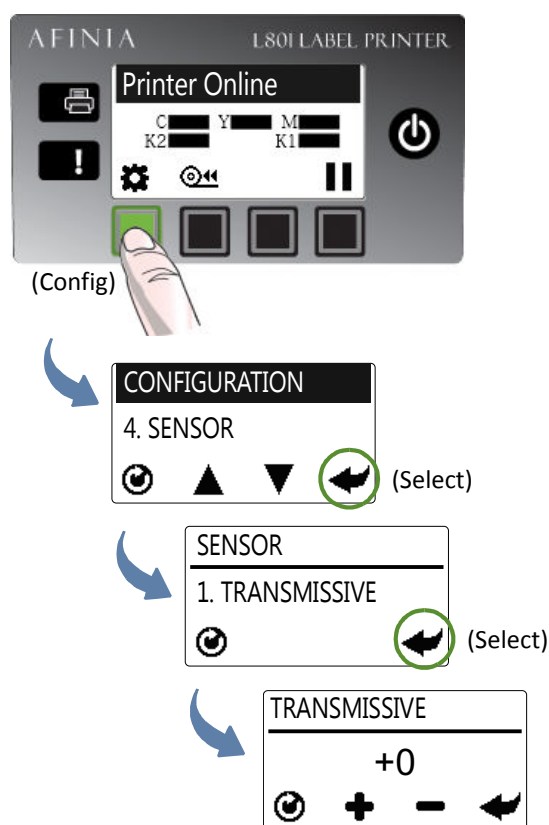 AFINIA L801 LABEL PRINTER
Printer Online
C Y M
K2 K1
!
(Config)
CONFIGURATION
4. SENSOR
(Select)
SENSOR
1. TRANSMISSIVE
(Select)
TRANSMISSIVE
+0